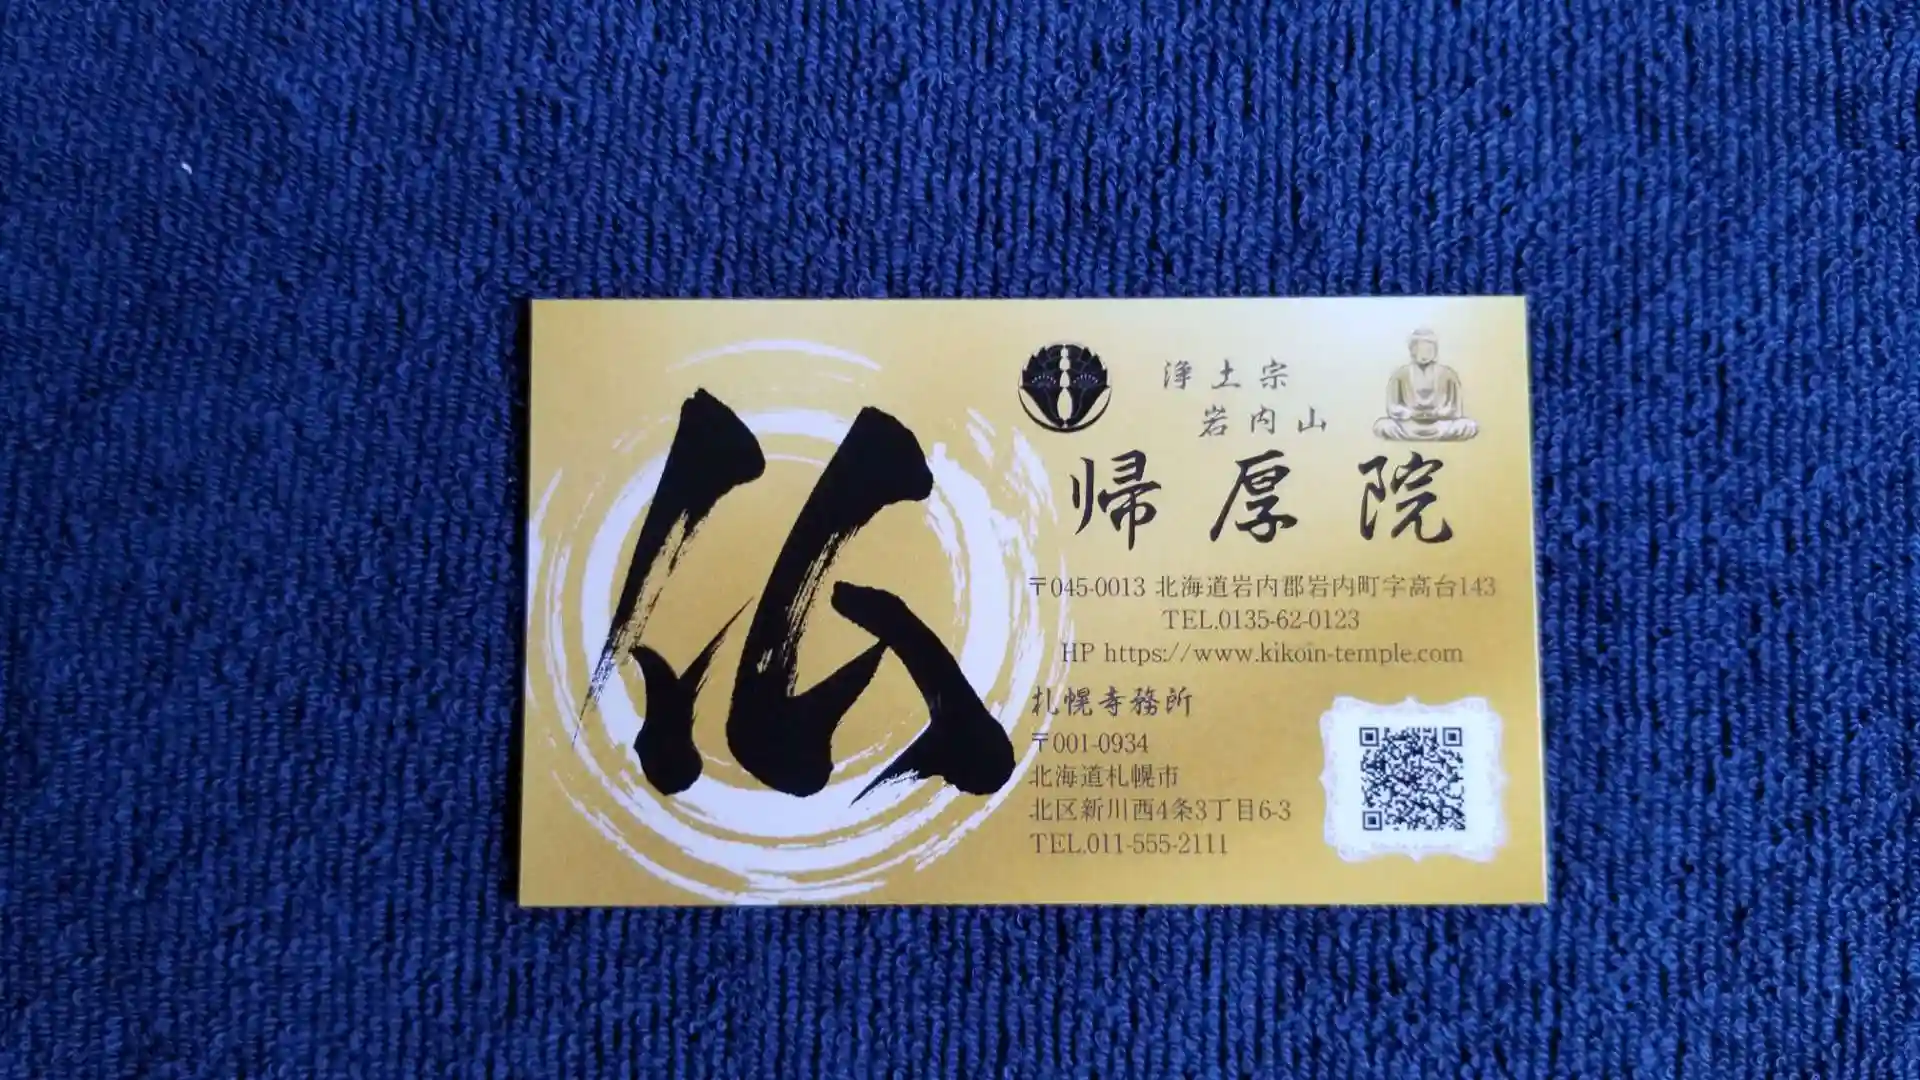 仏
浄土宗
岩内山
帰厚院
〒045-0013 北海道岩内郡岩内町字高台143
TEL.0135-62-0123
HP https://www.kikoin-temple.com
札幌寺務所
〒001-0934
北海道札幌市
北区新川西4条3丁目6-3
TEL.011-555-2111